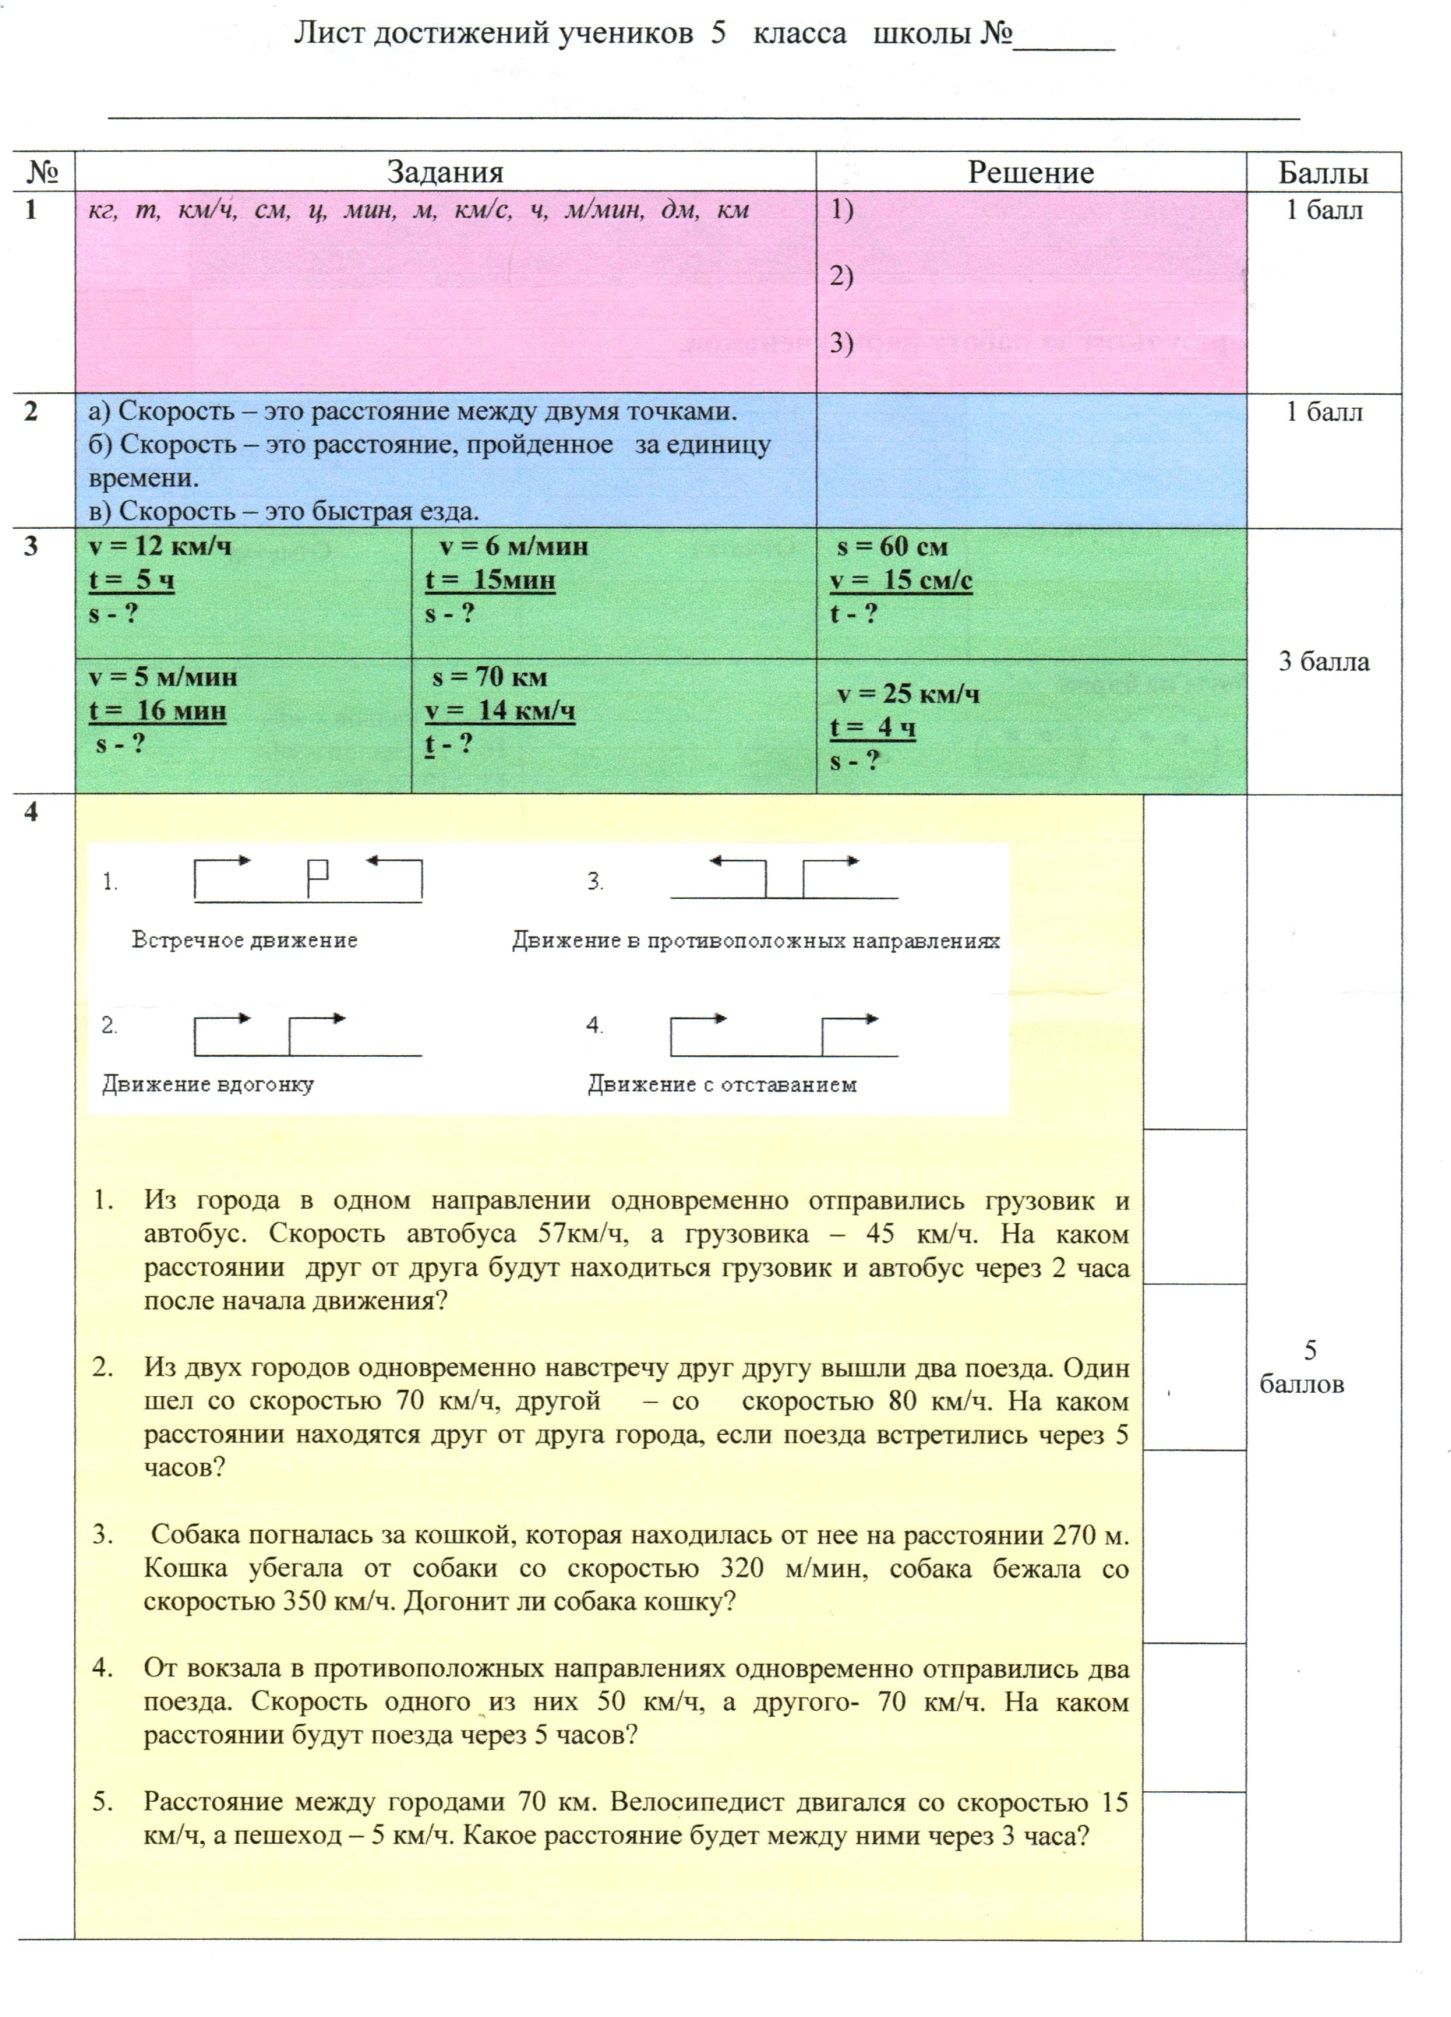 Лист достижений учеников 5 класса школы №______
№ Задания Решение Баллы
1 кг, т, км/ч, см, ц, мин, м, км/с, ч, м/мин, дм, км 1) 1 балл
2)
3)
2 а) Скорость – это расстояние между двумя точками. 1 балл
б) Скорость – это расстояние, пройденное за единицу
времени.
в) Скорость – это быстрая езда.
3 v = 12 км/ч v = 6 м/мин s = 60 см
t = 5 ч t = 15мин v = 15 см/с
s - ? s - ? t - ?
3 балла
v = 5 м/мин s = 70 км v = 25 км/ч
t = 16 мин v = 14 км/ч t = 4 ч
s - ? t - ? s - ?
4
1. 3.
Встречное движение Движение в противоположных направлениях
2. 4.
Движение вдогонку Движение с отставанием
1. Из города в одном направлении одновременно отправились грузовик и
автобус. Скорость автобуса 57км/ч, а грузовика – 45 км/ч. На каком
расстоянии друг от друга будут находиться грузовик и автобус через 2 часа
после начала движения?
2. Из двух городов одновременно навстречу друг другу вышли два поезда. Один
шел со скоростью 70 км/ч, другой – со скоростью 80 км/ч. На каком
расстоянии находятся друг от друга города, если поезда встретились через 5
часов?
5
баллов
3. Собака погналась за кошкой, которая находилась от нее на расстоянии 270 м.
Кошка убегала от собаки со скоростью 320 м/мин, собака бежала со
скоростью 350 км/ч. Догонит ли собака кошку?
4. От вокзала в противоположных направлениях одновременно отправились два
поезда. Скорость одного из них 50 км/ч, а другого- 70 км/ч. На каком
расстоянии будут поезда через 5 часов?
5. Расстояние между городами 70 км. Велосипедист двигался со скоростью 15
км/ч, а пешеход – 5 км/ч. Какое расстояние будет между ними через 3 часа?